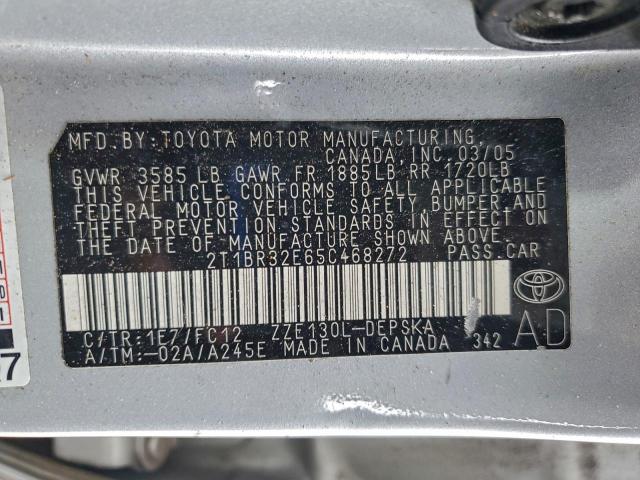 MFD. BY: TOYOTA MOTOR MANUFACTURING,
CANADA, INC. 03/05
GVWR 3585 LB GAWR FR 1885LB RR 1720LB
THIS VEHICLE CONFORMS TO ALL APPLICABLE
FEDERAL MOTOR VEHICLE SAFETY, BUMPER, AND
THEFT PREVENTION STANDARDS IN EFFECT ON
THE DATE OF MANUFACTURE SHOWN ABOVE.
2T1BR32E65C468272 PASS. CAR
C/TR: 1E7/FC12 ZZE130L-DEPSKA
A/TM: -02A/A245E MADE IN CANADA 342
AD